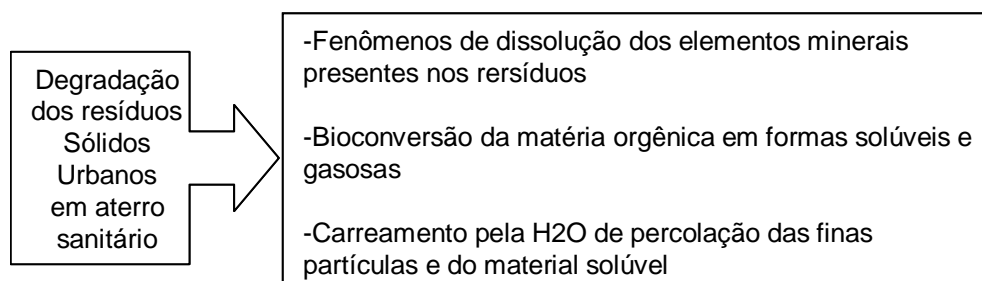 Degradação
dos resíduos
Sólidos
Urbanos
em aterro
sanitário
-Fenômenos de dissolução dos elementos minerais
presentes nos rersíduos
-Bioconversão da matéria orgênica em formas solúveis e
gasosas
-Carreamento pela H2O de percolação das finas
partículas e do material solúvel